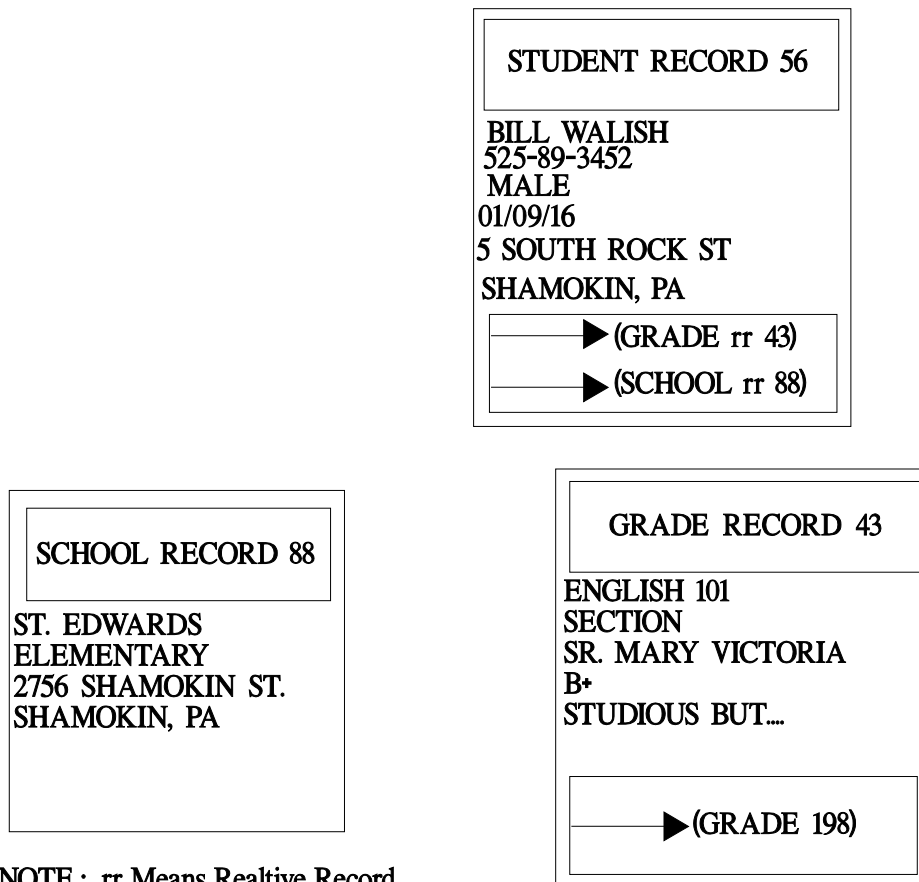 STUDENT RECORD 56
BILL WALISH
525-89-3452
MALE
01/09/16
5 SOUTH ROCK ST
SHAMOKIN, PA
(GRADE rr 43)
(SCHOOL rr 88)
SCHOOL RECORD 88
ST. EDWARDS
ELEMENTARY
2756 SHAMOKIN ST.
SHAMOKIN, PA
GRADE RECORD 43
ENGLISH 101
SECTION
SR. MARY VICTORIA
B+
STUDIOUS BUT....
(GRADE 198)
NOTE : rr Means Realtive Record